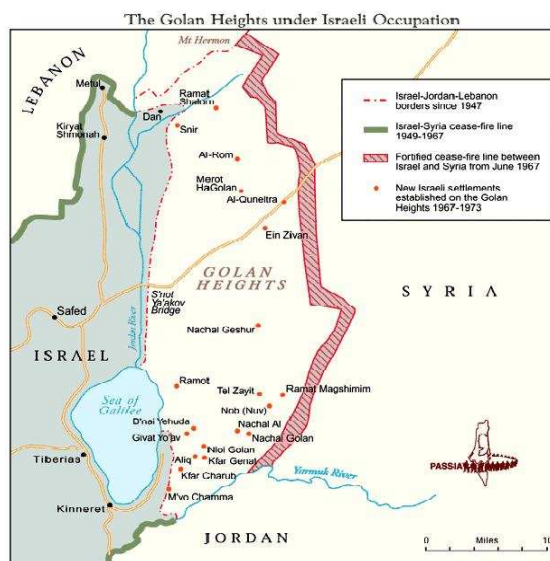 The Golan Heights under Israeli Occupation
Mt Hermon
LEBANON
Metul
Ramat
Shalom
Dan
Snir
Kiryat
Shmonah
Al-Rom
Merot
HaGolan
Al-Quneitra
Ein Zivan
GOLAN
HEIGHTS
SYRIA
Ya'akov
Bridge
Jordan River
Safed
Nachal Geshur
ISRAEL
Ramot
Tel Zayit
Ramat Magshimim
Sea of
Galilee
Nob (Nuv)
B'nai Yehuda
Nachal Al
Givat Yo'av
Nachal Golan
Golan
Aliq
Kfar
Tiberias
Kfar Charub
Yarmuk River
M'vo Chamma
Kinneret
JORDAN
Israel-Jordan-Lebanon
borders since 1947
Israel-Syria cease-fire line
1949-1967
Fortified cease-fire line between
Israel and Syria from June 1967
New Israeli settlements
established on the Golan
Heights 1967-1973
PASSIA
0 Miles 10